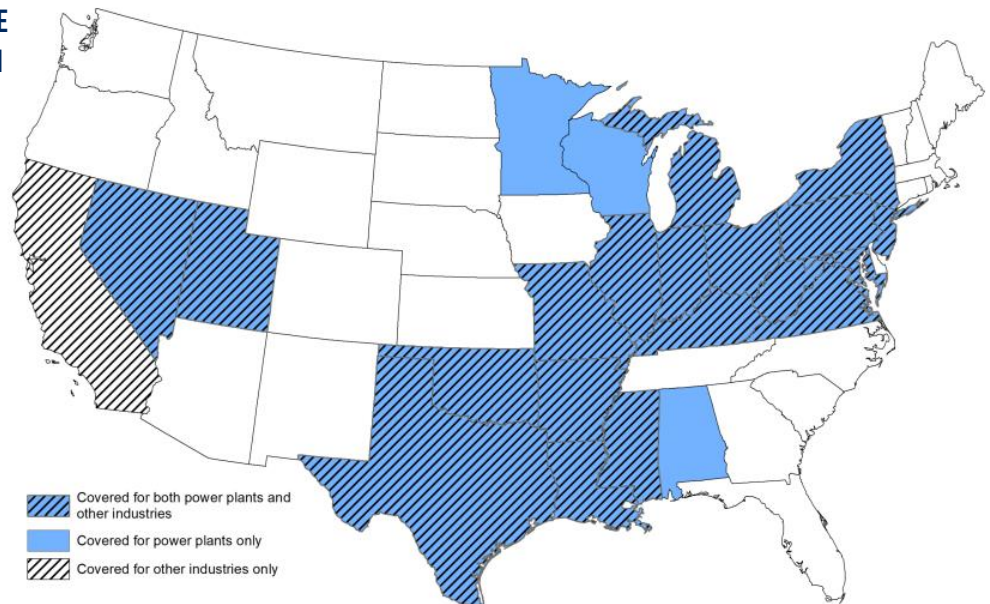 E
Covered for both power plants and
other industries
Covered for power plants only
Covered for other industries only